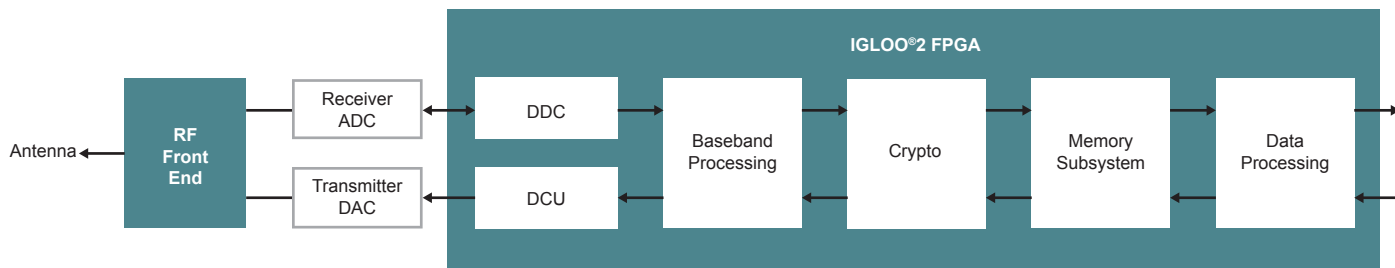 IGLOO®2 FPGA
Antenna
RF
Front
End
Receiver
ADC
Transmitter
DAC
DDC
DCU
Baseband
Processing
Crypto
Memory
Subsystem
Data
Processing